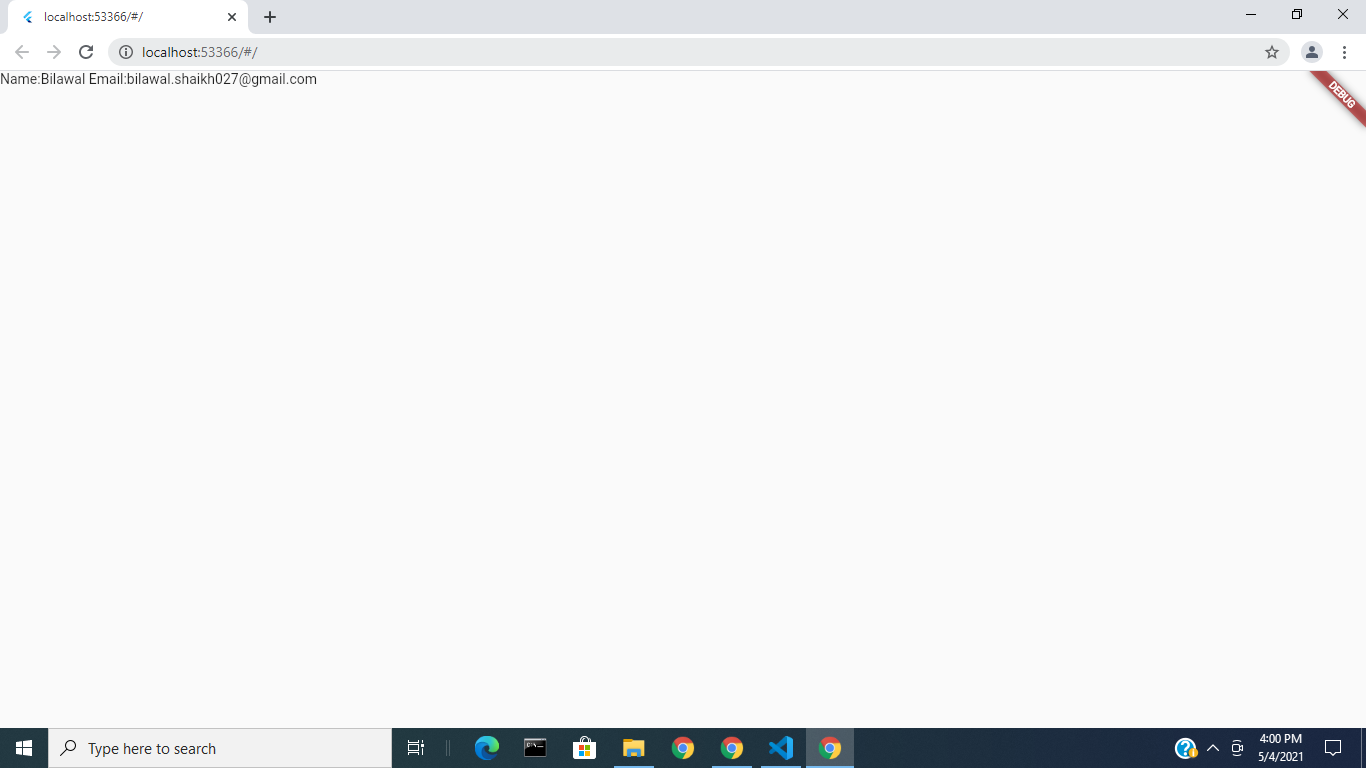 localhost:53366/#/
localhost:53366/#/
Name:Bilawal Email:bilawal.shaikh027@gmail.com
DEBUG
Type here to search
4:00 PM
5/4/2021